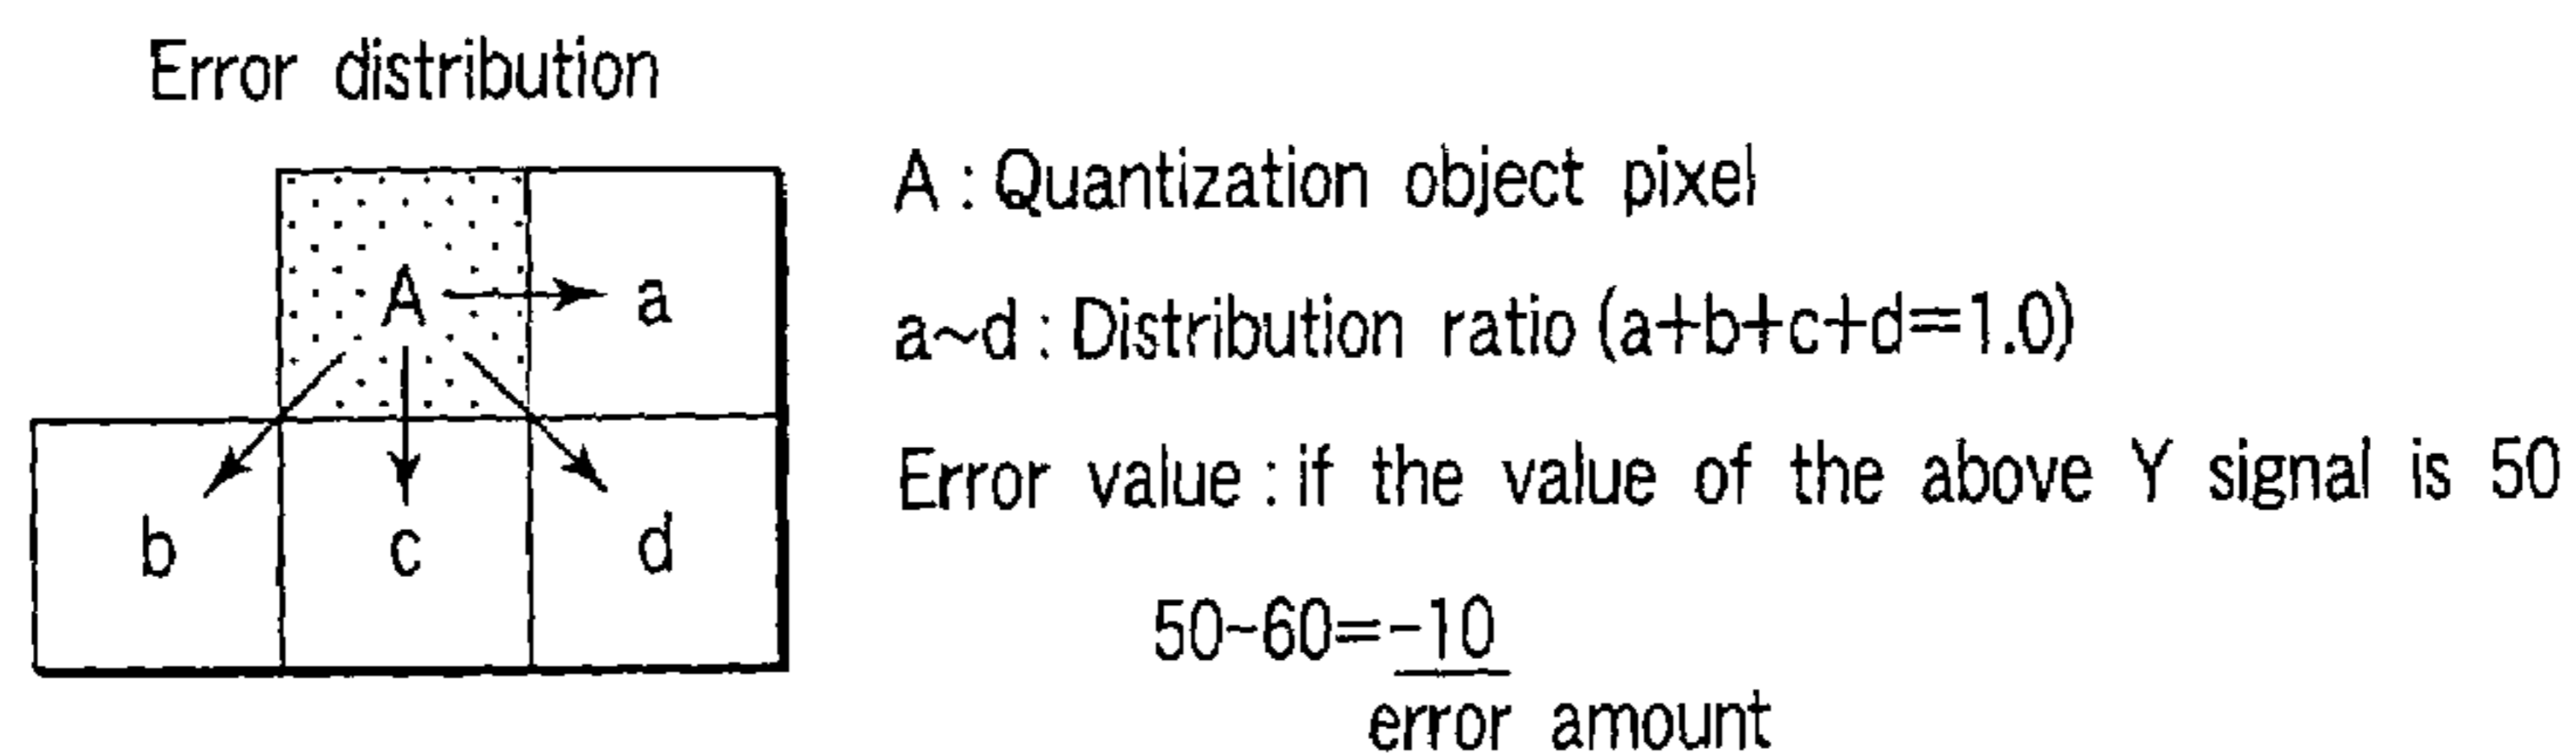 Error distribution
A : Quantization object pixel
A
a
a~d : Distribution ratio (a+b+c+d=1.0)
Error value : if the value of the above Y signal is 50
b
c
d
50-60=-10
error amount